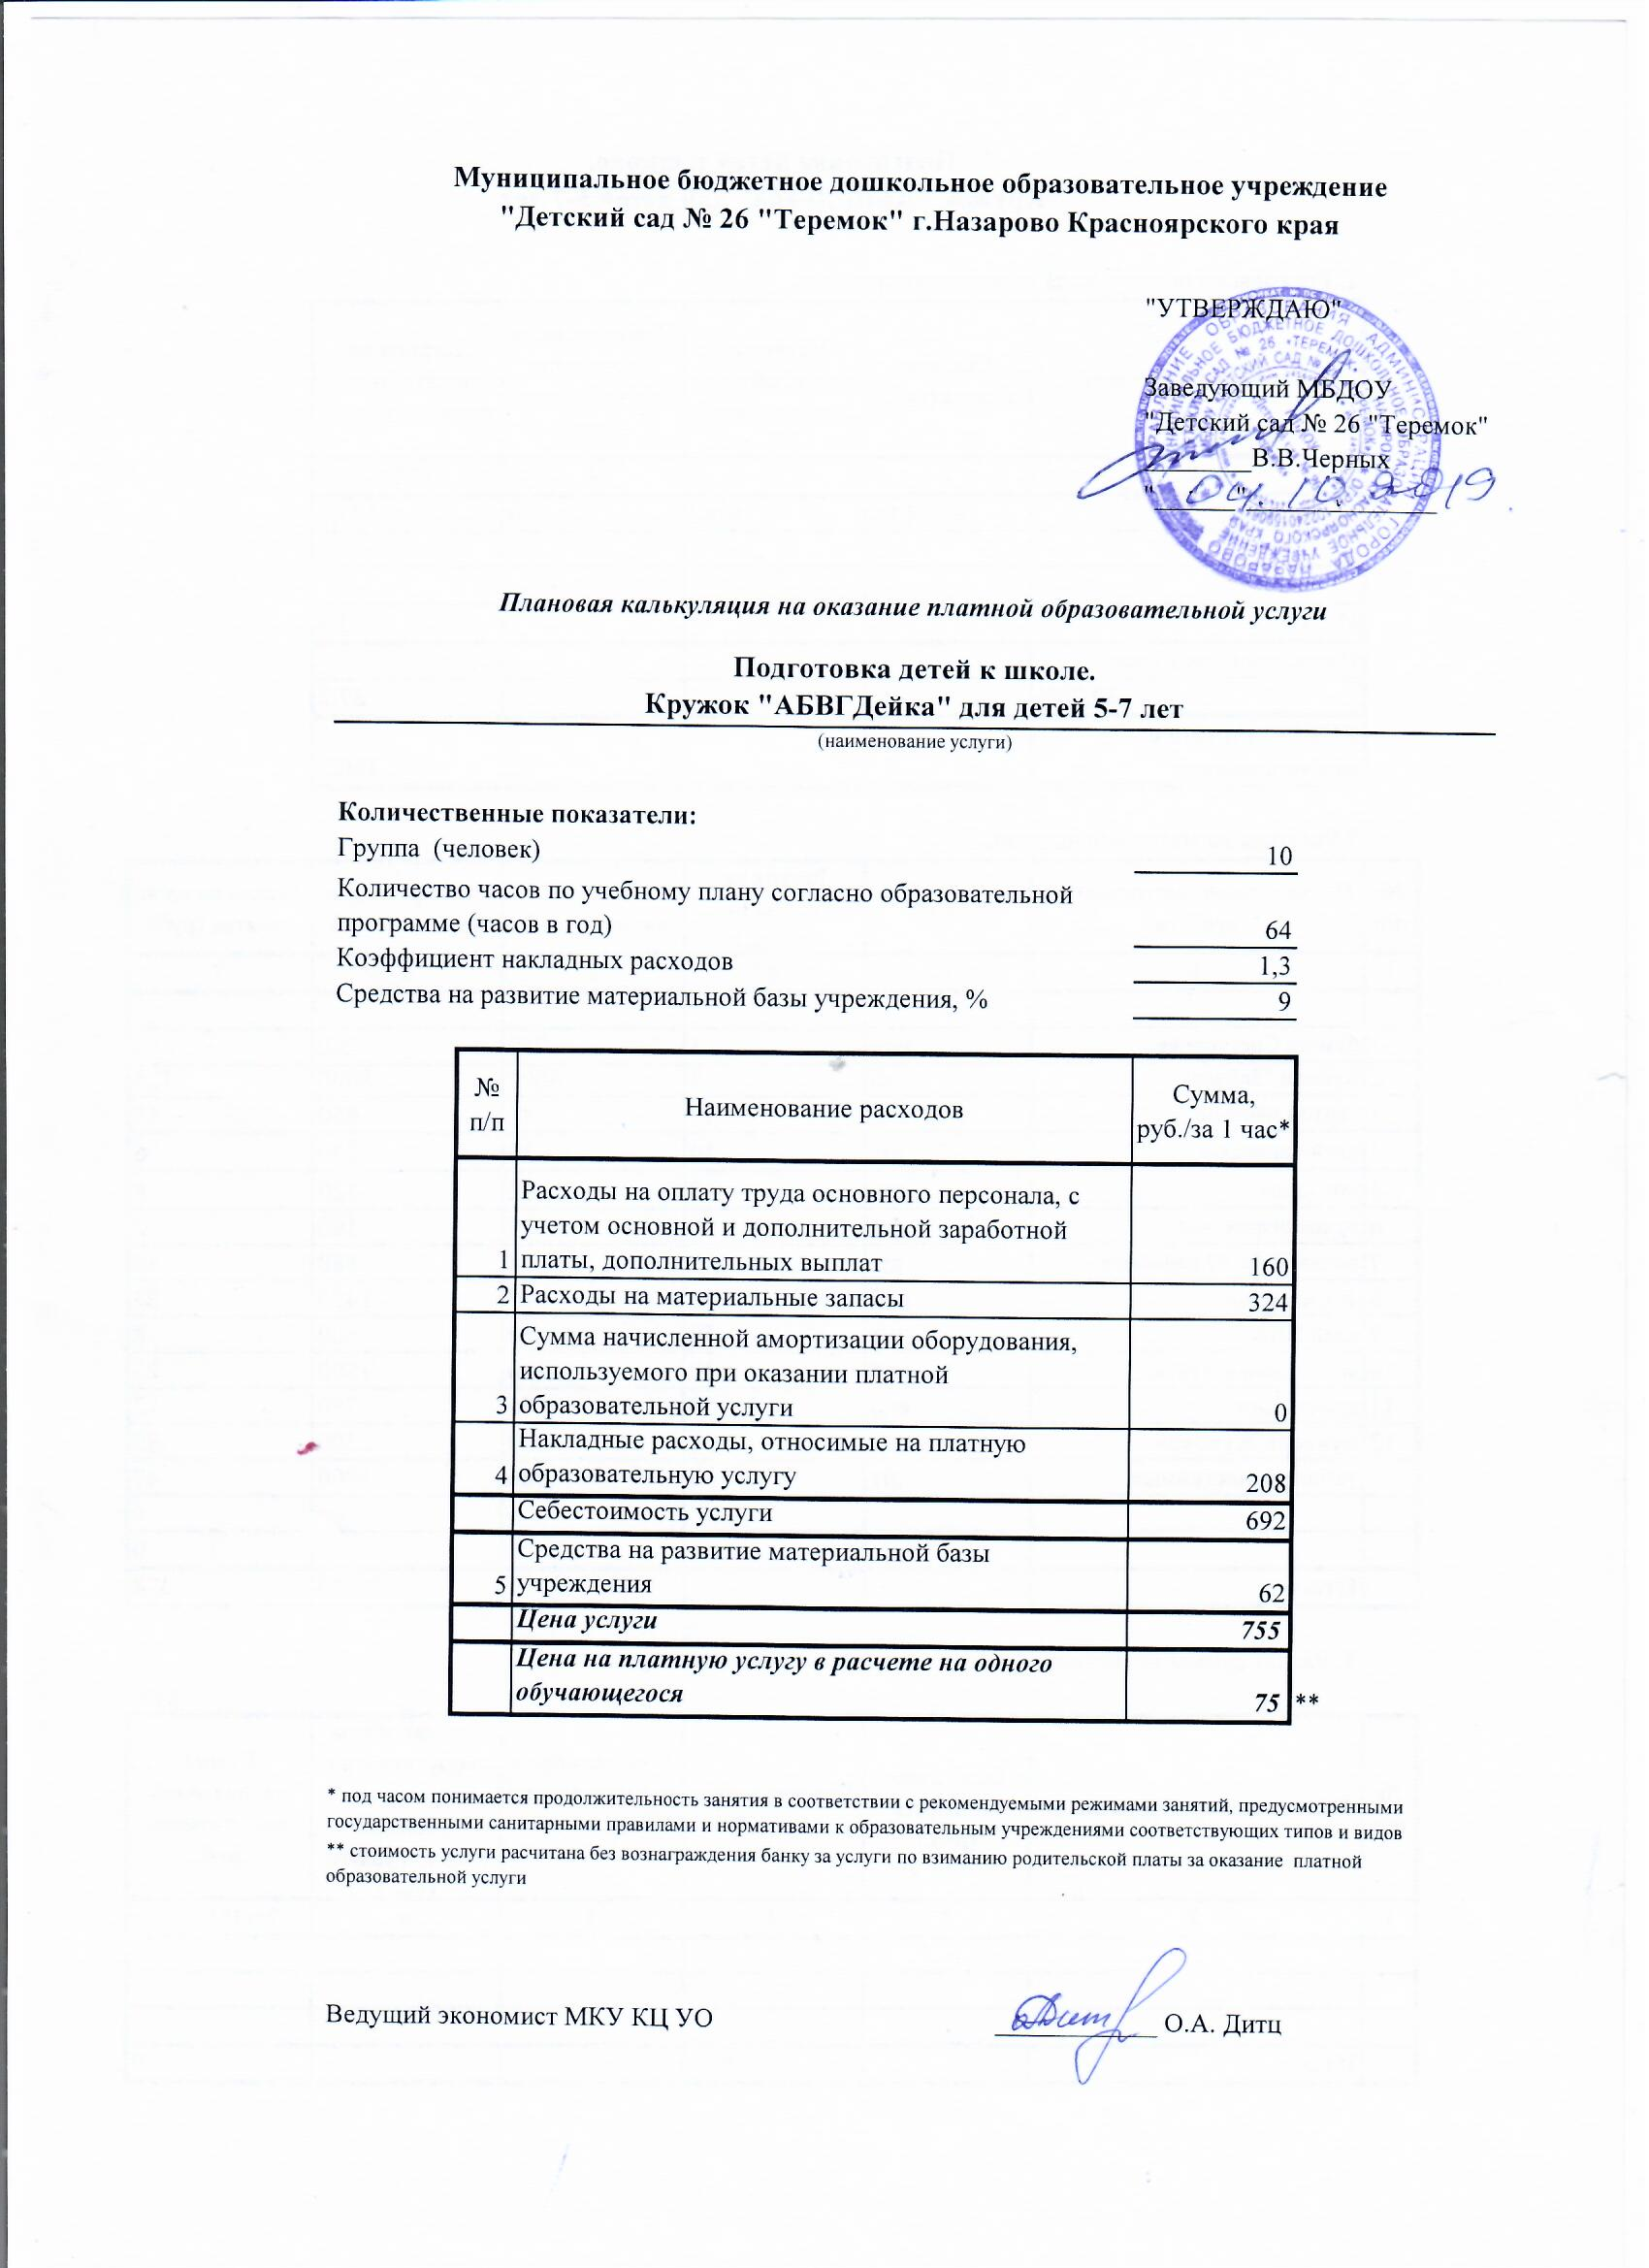 Муниципальное бюджетное дошкольное образовательное учреждение
"Детский сад № 26 "Теремок" г.Назарово Красноярского края
"УТВЕРЖДАЮ"
Заведующий МБДОУ
"Детский сад № 26 "Теремок"
________В.В.Черных
"04". 10. 2019
Плановая калькуляция на оказание платной образовательной услуги
Подготовка детей к школе.
Кружок "АБВГДейка" для детей 5-7 лет
(наименование услуги)
Количественные показатели:
Группа (человек) 10
Количество часов по учебному плану согласно образовательной
программе (часов в год) 64
Коэффициент накладных расходов 1,3
Средства на развитие материальной базы учреждения, % 9
№
п/п
Наименование расходов
Сумма,
руб./за 1 час*
Расходы на оплату труда основного персонала, с
учетом основной и дополнительной заработной
1 платы, дополнительных выплат 160
2 Расходы на материальные запасы 324
Сумма начисленной амортизации оборудования,
используемого при оказании платной
3 образовательной услуги 0
Накладные расходы, относимые на платную
4 образовательную услугу 208
Себестоимость услуги 692
Средства на развитие материальной базы
5 учреждения 62
Цена услуги 755
Цена на платную услугу в расчете на одного
обучающегося 75 **
* под часом понимается продолжительность занятия в соответствии с рекомендуемыми режимами занятий, предусмотренными
государственными санитарными правилами и нормативами к образовательным учреждениями соответствующих типов и видов
** стоимость услуги расчитана без вознаграждения банку за услуги по взиманию родительской платы за оказание платной
образовательной услуги
Ведущий экономист МКУ КЦ УО ____________ О.А. Дитц